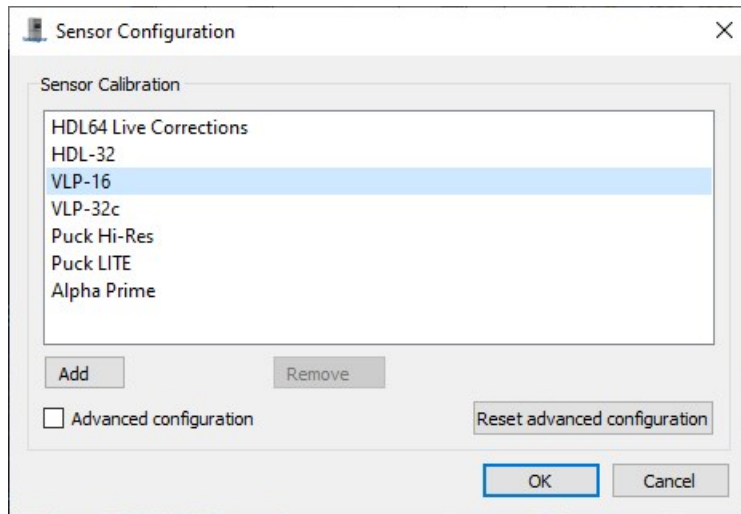 Sensor Configuration
Sensor Calibration
HDL64 Live Corrections
HDL-32
VLP-16
VLP-32c
Puck Hi-Res
Puck LITE
Alpha Prime
Add Remove
Advanced configuration Reset advanced configuration
OK Cancel